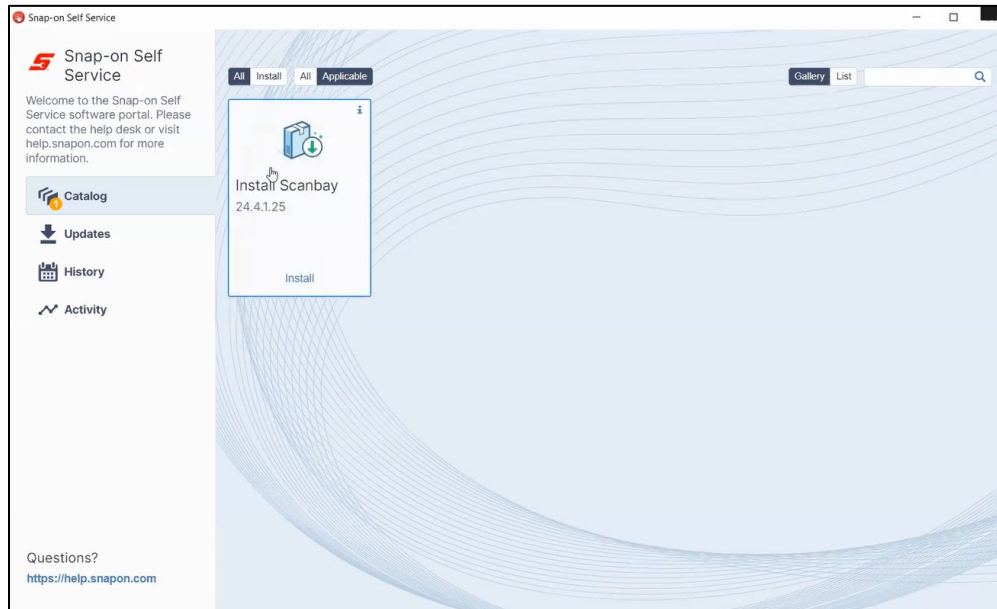 Snap-on Self Service
Snap-on Self
Service
Welcome to the Snap-on Self
Service software portal. Please
contact the help desk or visit
help.snapon.com for more
information.
Catalog
1
Updates
History
Activity
Questions?
https://help.snapon.com
All Install All Applicable
Gallery List
i
Install Scanbay
24.4.1.25
Install